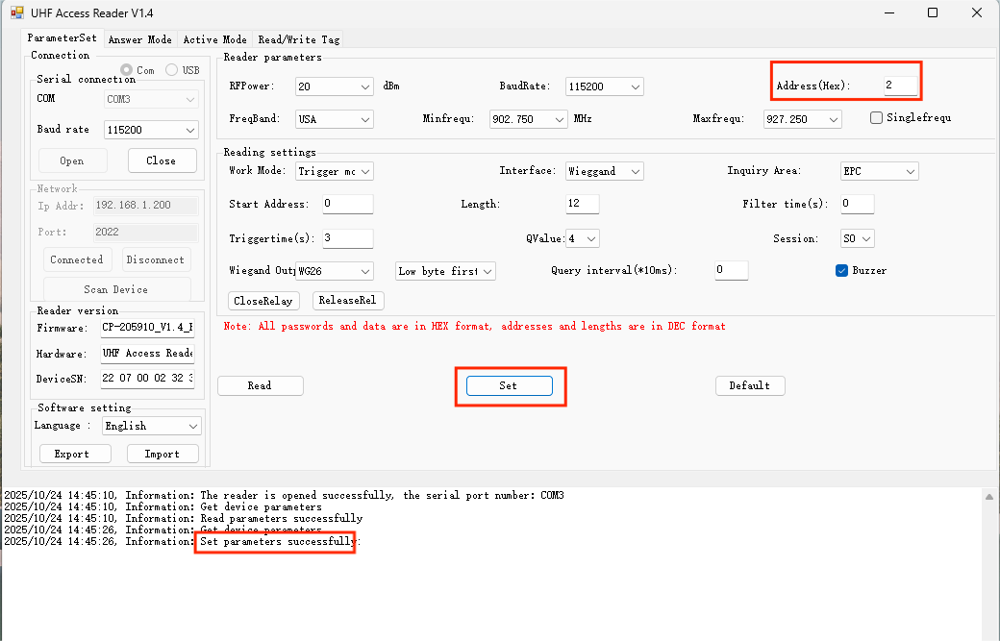 UHF Access Reader V1.4
ParameterSet Answer Mode Active Mode Read/Write Tag
Connection
Com USB
Serial connection
COM COM3
Baud rate 115200
Open Close
Network
Ip Addr: 192.168.1.200
Port: 2022
Connected Disconnect
Scan Device
Reader version
Firmware: CP-205910_V1.4_
Hardware: UHF Access Reade
DeviceSN: 22 07 00 02 32
Software setting
Language : English
Export Import
Reader parameters
RFPower: 20 dBm BaudRate: 115200 Address(Hex): 2
FreqBand: USA Minfrequ: 902.750 MHz Maxfrequ: 927.250 Singlefrequ
Reading settings
Work Mode: Trigger mo Interface: Wieggand Inquiry Area: EPC
Start Address: 0 Length: 12 Filter time(s): 0
Triggertime(s): 3 QValue: 4 Session: S0
Wiegand Outp WG26 Low byte first Query interval(*10ms): 0 Buzzer
CloseRelay ReleaseRel
Note: All passwords and data are in HEX format, addresses and lengths are in DEC format
Read Set Default
2025/10/24 14:45:10, Information: The reader is opened successfully, the serial port number: COM3
2025/10/24 14:45:10, Information: Get device parameters
2025/10/24 14:45:10, Information: Read parameters successfully
2025/10/24 14:45:26, Information: Get device parameters
2025/10/24 14:45:26, Information: Set parameters successfully: